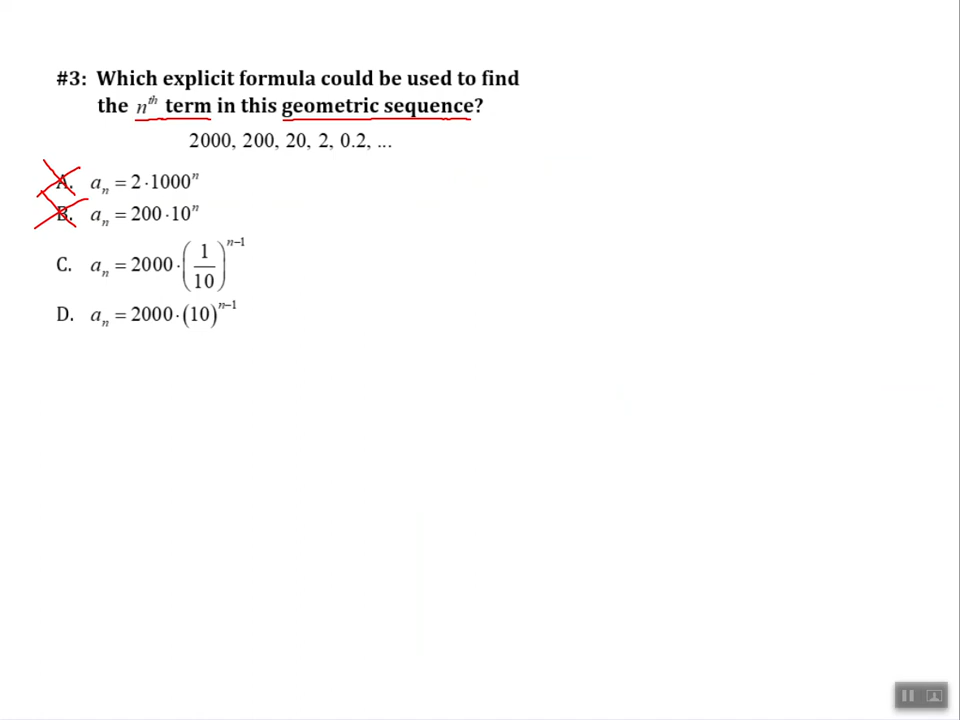 #3: Which explicit formula could be used to find
the nᵗʰ term in this geometric sequence?
2000, 200, 20, 2, 0.2, ...
A. aₙ = 2·1000ⁿ
B. aₙ = 200·10ⁿ
C. aₙ = 2000·(1/10)ⁿ⁻¹
D. aₙ = 2000·(10)ⁿ⁻¹